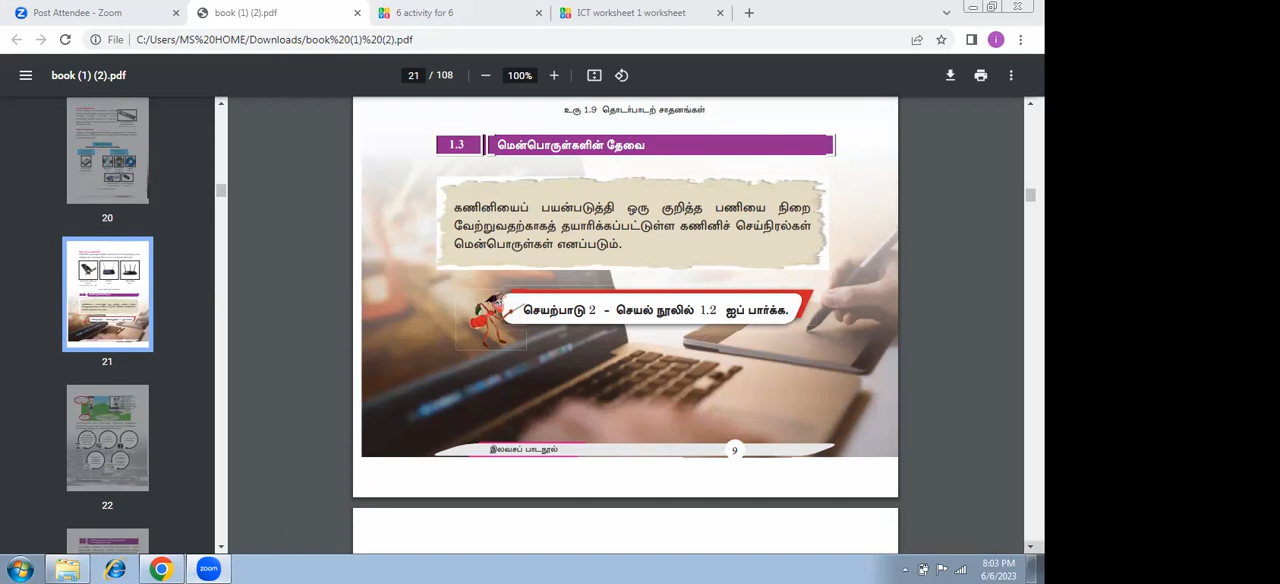 Post Attendee - Zoom
book (1) (2).pdf
6 activity for 6
ICT worksheet 1 worksheet
File
C:/Users/MS%20HOME/Downloads/book%20(1)%20(2).pdf
i
book (1) (2).pdf
21 / 108
100%
20
21
22
உரு 1.9 தொடர்பாடற் சாதனங்கள்
1.3 மென்பொருள்களின் தேவை
கணினியைப் பயன்படுத்தி ஒரு குறித்த பணியை நிறை
வேற்றுவதற்காகத் தயாரிக்கப்பட்டுள்ள கணினிச் செய்நிரல்கள்
மென்பொருள்கள் எனப்படும்.
செயற்பாடு 2 - செயல் நூலில் 1.2 ஐப் பார்க்க.
இலவசப் பாடநூல்
9
zoom
8:03 PM
6/6/2023